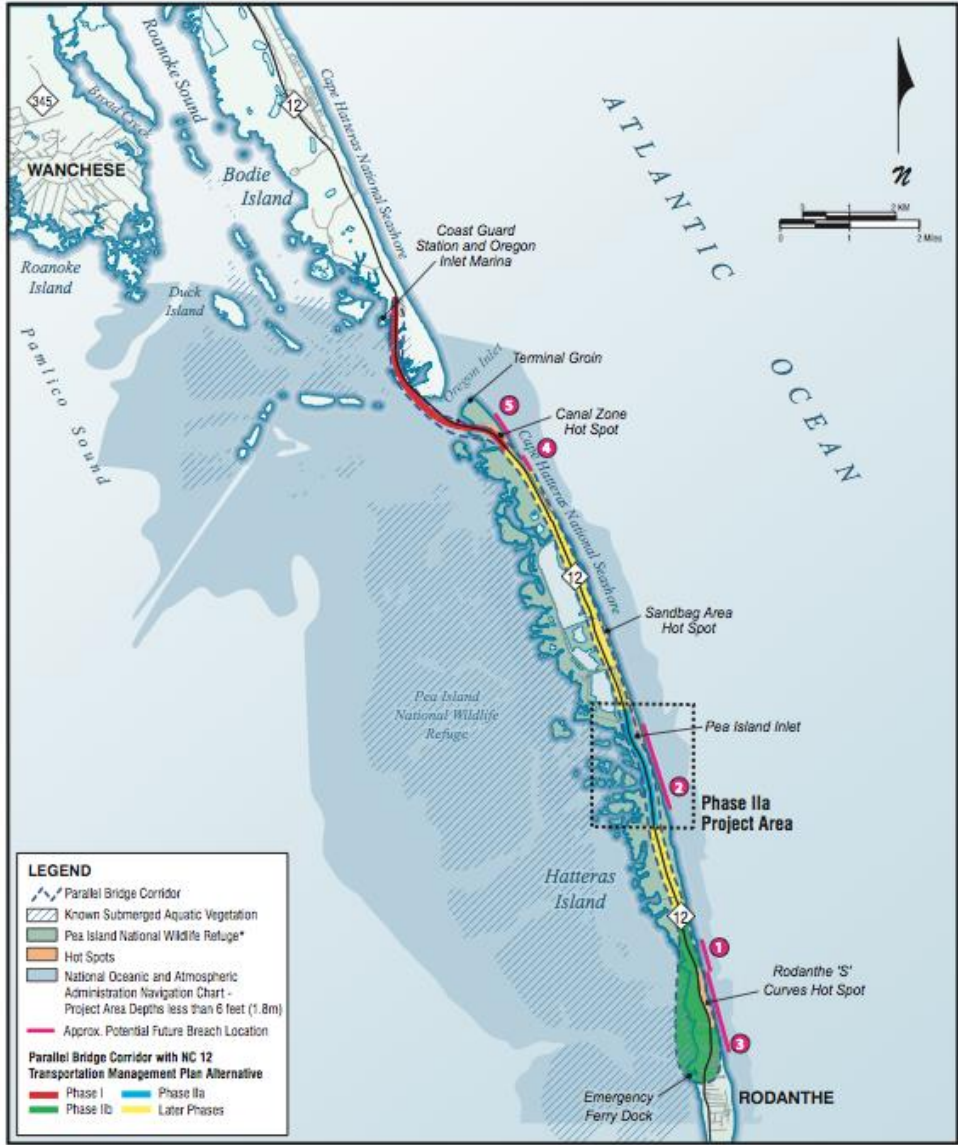 345
WANCHESE
Broad Creek
Roanoke Sound
12
Cape Hatteras National Seashore
Bodie
Island
Roanoke
Island
Duck
Island
Pamlico Sound
Coast Guard
Station and Oregon
Inlet Marina
ATLANTIC
OCEAN
N
0 1 2 KM
0 1 2 Miles
Oregon Inlet
Terminal Groin
5
Canal Zone
Hot Spot
4
Cape Hatteras National Seashore
12
Sandbag Area
Hot Spot
Pea Island
National Wildlife
Refuge
Pea Island Inlet
2
Phase IIa
Project Area
Hatteras
Island
12
1
Rodanthe 'S'
Curves Hot Spot
3
Emergency
Ferry Dock
RODANTHE
LEGEND
Parallel Bridge Corridor
Known Submerged Aquatic Vegetation
Pea Island National Wildlife Refuge*
Hot Spots
National Oceanic and Atmospheric
Administration Navigation Chart -
Project Area Depths less than 6 feet (1.8m)
Approx. Potential Future Breach Location
Parallel Bridge Corridor with NC 12
Transportation Management Plan Alternative
Phase I
Phase IIa
Phase IIb
Later Phases